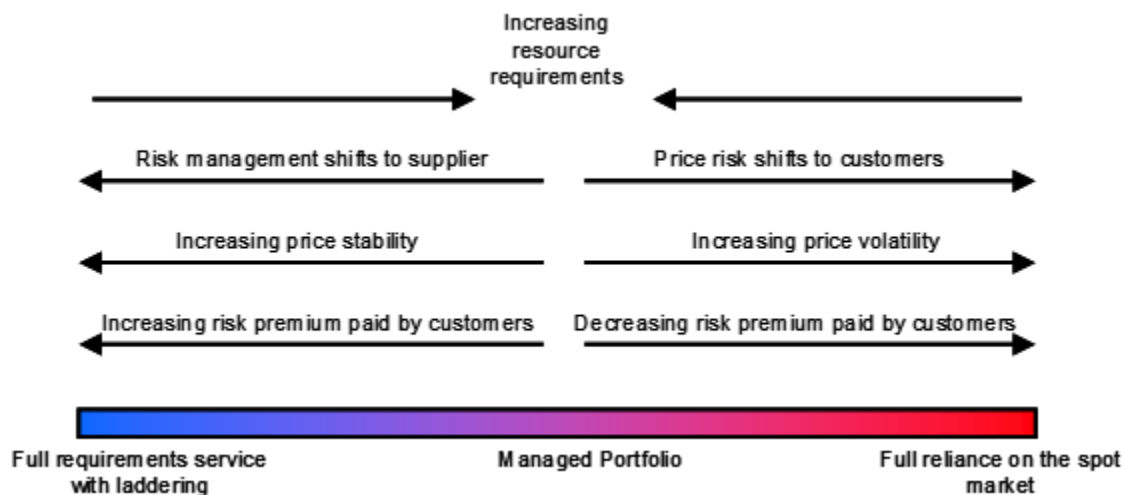 Increasing
resource
requirements
Risk management shifts to supplier
Price risk shifts to customers
Increasing price stability
Increasing price volatility
Increasing risk premium paid by customers
Decreasing risk premium paid by customers
Full requirements service
with laddering
Managed Portfolio
Full reliance on the spot
market